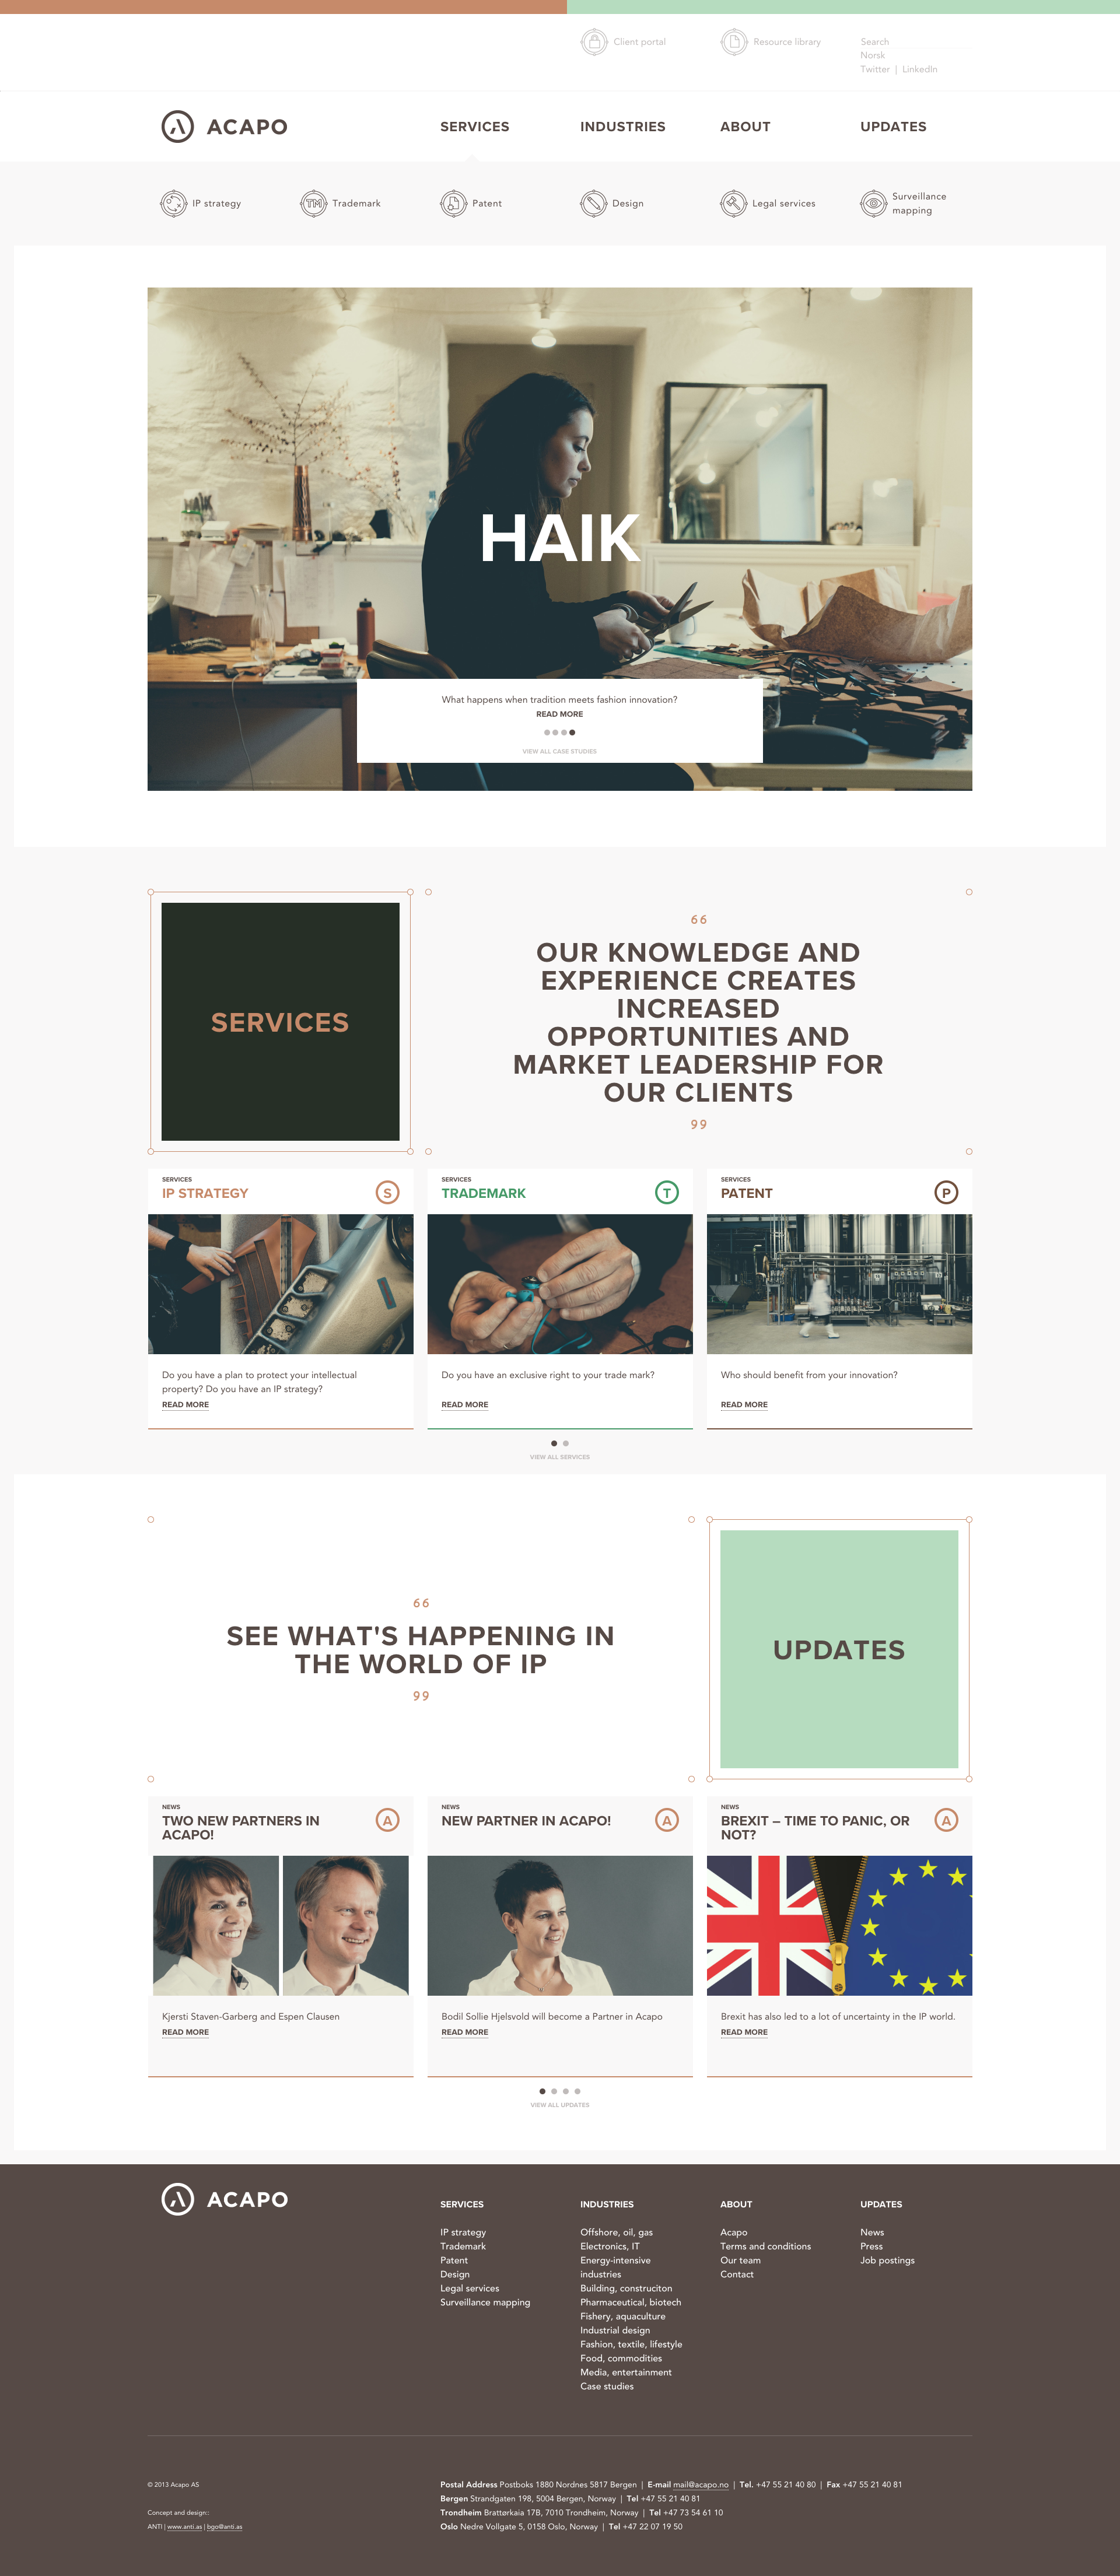 Client portal
Resource library
Search
Norsk
Twitter | LinkedIn
ACAPO
SERVICES
INDUSTRIES
ABOUT
UPDATES
IP strategy
TM
Trademark
Patent
Design
Legal services
Surveillance
mapping
HAIK
What happens when tradition meets fashion innovation?
READ MORE
VIEW ALL CASE STUDIES
SERVICES
66
OUR KNOWLEDGE AND
EXPERIENCE CREATES
INCREASED
OPPORTUNITIES AND
MARKET LEADERSHIP FOR
OUR CLIENTS
99
SERVICES
IP STRATEGY
S
Do you have a plan to protect your intellectual
property? Do you have an IP strategy?
READ MORE
SERVICES
TRADEMARK
T
Do you have an exclusive right to your trade mark?
READ MORE
SERVICES
PATENT
P
Who should benefit from your innovation?
READ MORE
VIEW ALL SERVICES
66
SEE WHAT'S HAPPENING IN
THE WORLD OF IP
99
UPDATES
NEWS
TWO NEW PARTNERS IN
ACAPO!
A
Kjersti Staven-Garberg and Espen Clausen
READ MORE
NEWS
NEW PARTNER IN ACAPO!
A
Bodil Sollie Hjelsvold will become a Partner in Acapo
READ MORE
NEWS
BREXIT – TIME TO PANIC, OR
NOT?
A
Brexit has also led to a lot of uncertainty in the IP world.
READ MORE
VIEW ALL UPDATES
ACAPO
SERVICES
IP strategy
Trademark
Patent
Design
Legal services
Surveillance mapping
INDUSTRIES
Offshore, oil, gas
Electronics, IT
Energy-intensive
industries
Building, construciton
Pharmaceutical, biotech
Fishery, aquaculture
Industrial design
Fashion, textile, lifestyle
Food, commodities
Media, entertainment
Case studies
ABOUT
Acapo
Terms and conditions
Our team
Contact
UPDATES
News
Press
Job postings
© 2013 Acapo AS
Concept and design::
ANTI | www.anti.as | bgo@anti.as
Postal Address Postboks 1880 Nordnes 5817 Bergen | E-mail mail@acapo.no | Tel. +47 55 21 40 80 | Fax +47 55 21 40 81
Bergen Strandgaten 198, 5004 Bergen, Norway | Tel +47 55 21 40 81
Trondheim Brattørkaia 17B, 7010 Trondheim, Norway | Tel +47 73 54 61 10
Oslo Nedre Vollgate 5, 0158 Oslo, Norway | Tel +47 22 07 19 50